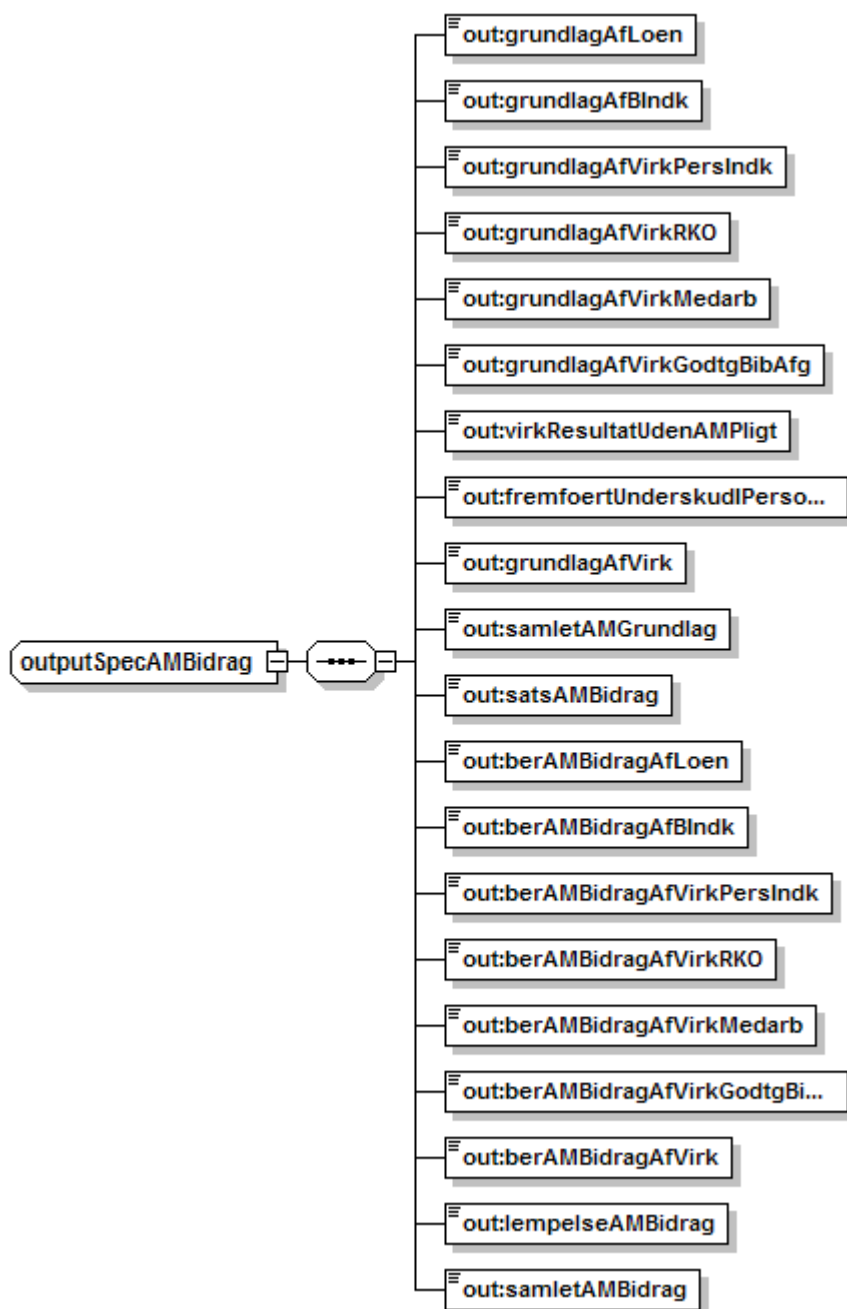 out:grundlagAfLoen
out:grundlagAfBIndk
out:grundlagAfVirkPersIndk
out:grundlagAfVirkRKO
out:grundlagAfVirkMedarb
out:grundlagAfVirkGodtgBibAfg
out:virkResultatUdenAMPligt
out:fremfoertUnderskudIPerso...
out:grundlagAfVirk
out:samletAMGrundlag
outputSpecAMBidrag
out:satsAMBidrag
out:berAMBidragAfLoen
out:berAMBidragAfBIndk
out:berAMBidragAfVirkPersIndk
out:berAMBidragAfVirkRKO
out:berAMBidragAfVirkMedarb
out:berAMBidragAfVirkGodtgBi...
out:berAMBidragAfVirk
out:lempelseAMBidrag
out:samletAMBidrag